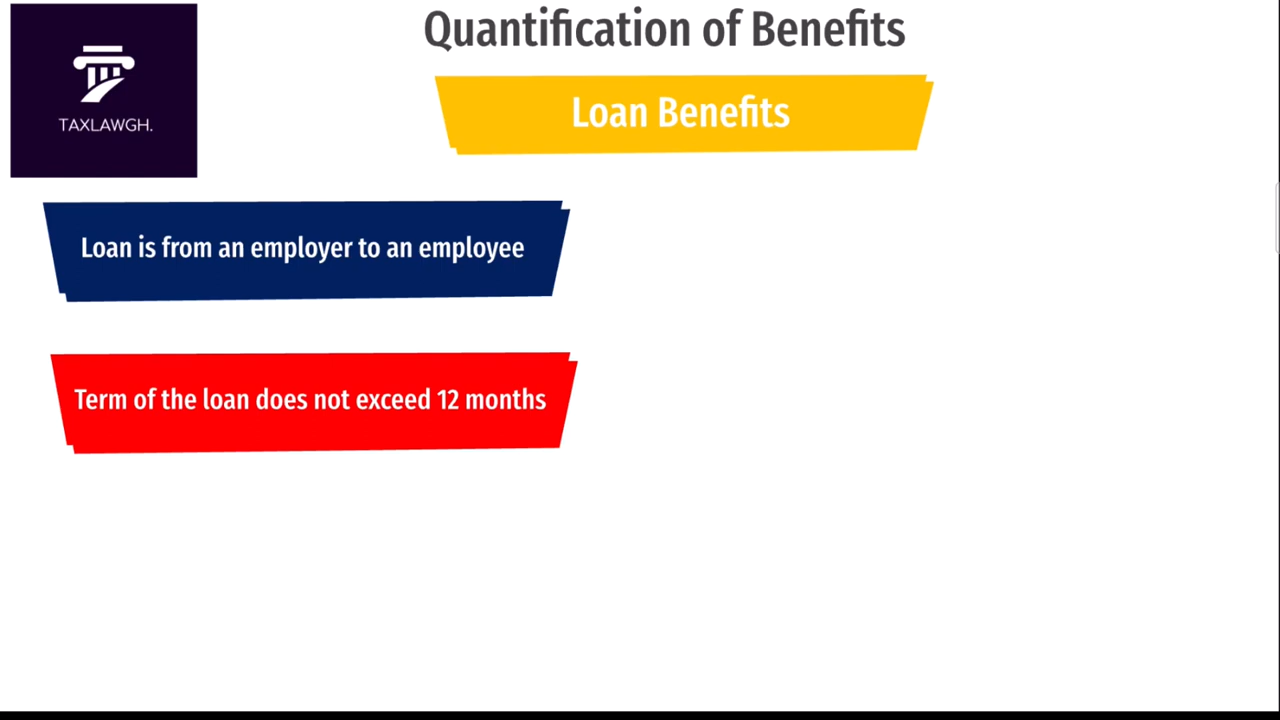 Quantification of Benefits
Loan Benefits
TAXLAWGH.
Loan is from an employer to an employee
Term of the loan does not exceed 12 months